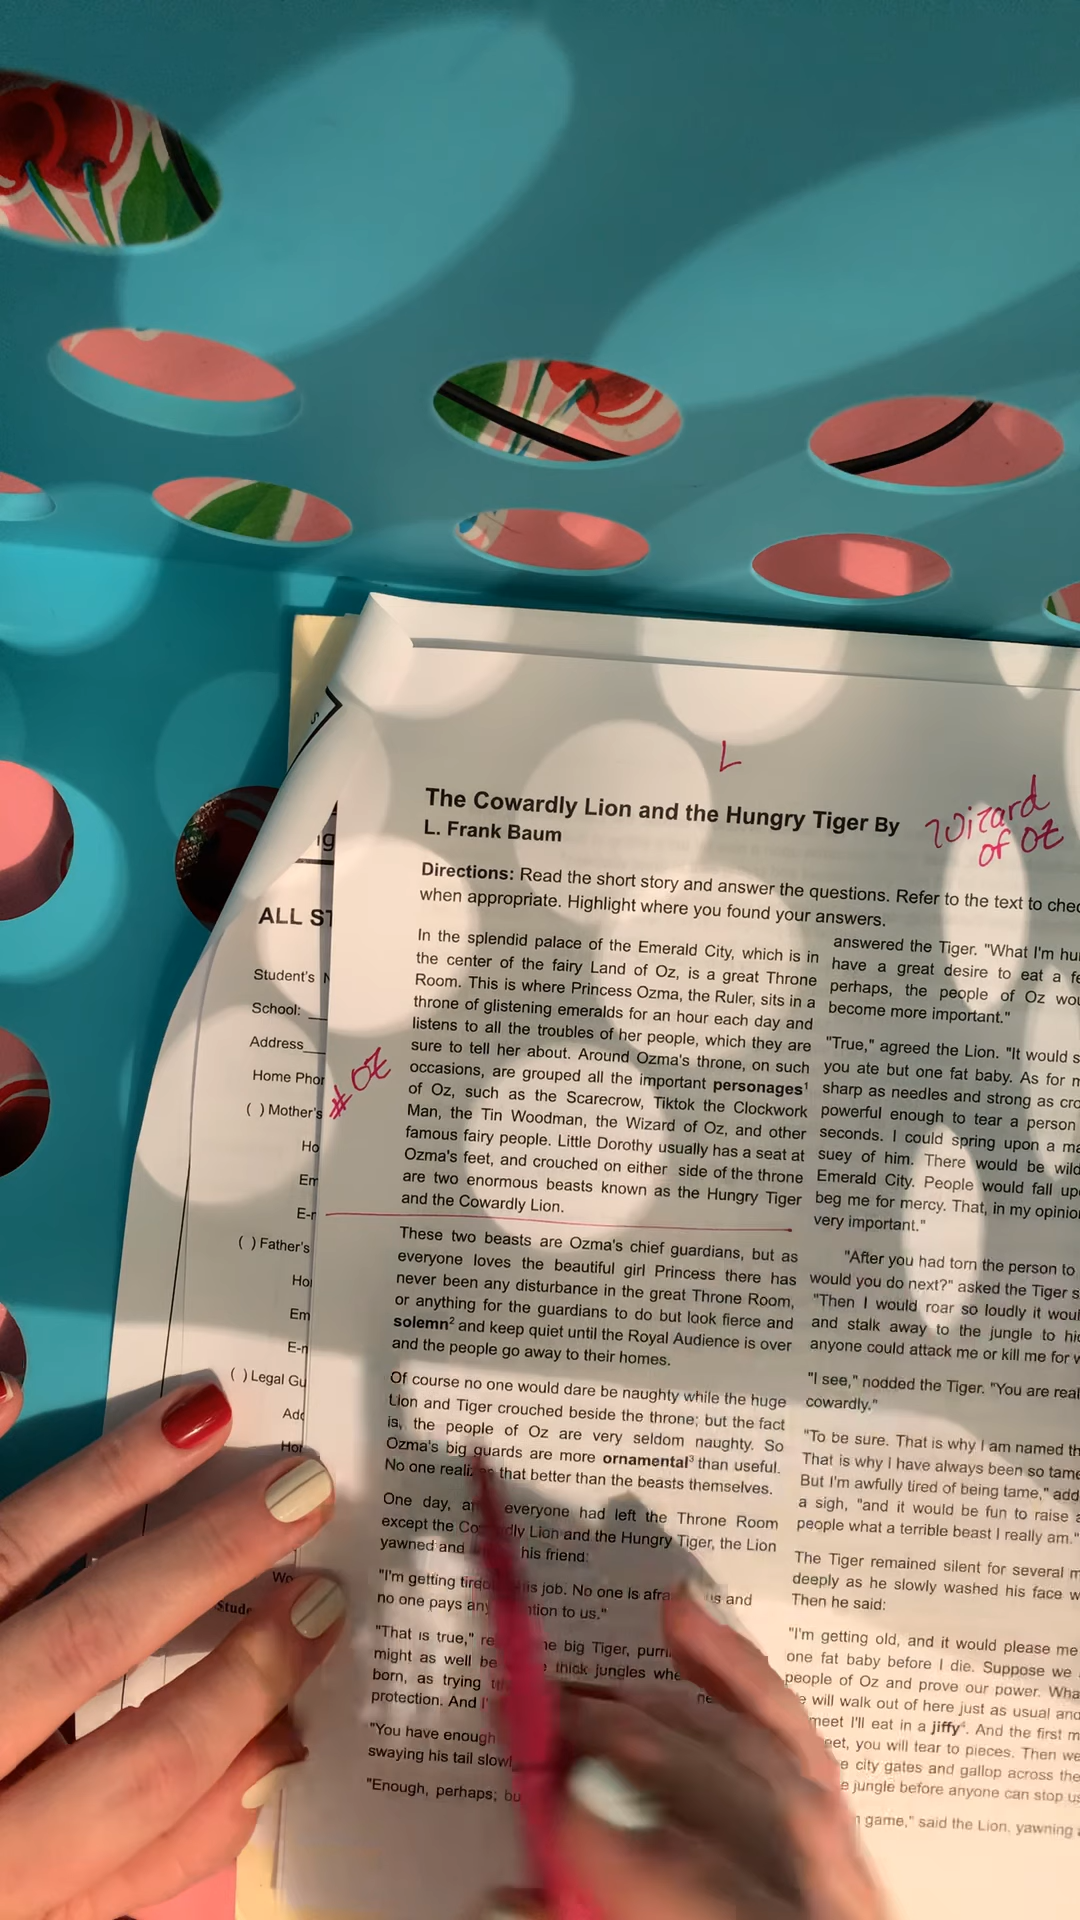 L
The Cowardly Lion and the Hungry Tiger By
L. Frank Baum
Wizard
of Oz
Directions: Read the short story and answer the questions. Refer to the text to chec
when appropriate. Highlight where you found your answers.
In the splendid palace of the Emerald City, which is in
the center of the fairy Land of Oz, is a great Throne
Room. This is where Princess Ozma, the Ruler, sits in a
throne of glistening emeralds for an hour each day and
listens to all the troubles of her people, which they are
sure to tell her about. Around Ozma's throne, on such
occasions, are grouped all the important personages¹
of Oz, such as the Scarecrow, Tiktok the Clockwork
Man, the Tin Woodman, the Wizard of Oz, and other
famous fairy people. Little Dorothy usually has a seat at
Ozma's feet, and crouched on either side of the throne
are two enormous beasts known as the Hungry Tiger
and the Cowardly Lion.
# OZ
These two beasts are Ozma's chief guardians, but as
everyone loves the beautiful girl Princess there has
never been any disturbance in the great Throne Room,
or anything for the guardians to do but look fierce and
solemn² and keep quiet until the Royal Audience is over
and the people go away to their homes.
Of course no one would dare be naughty while the huge
Lion and Tiger crouched beside the throne; but the fact
is, the people of Oz are very seldom naughty. So
Ozma's big guards are more ornamental³ than useful.
No one reali that better than the beasts themselves.
One day, a everyone had left the Throne Room
except the Co dly Lion and the Hungry Tiger, the Lion
yawned and his friend:
"I'm getting tired is job. No one is afra us and
no one pays any tion to us."
"That is true," re he big Tiger, purri
might as well be thick jungles whe
born, as trying
protection. And I'
"You have enough
swaying his tail slowl
"Enough, perhaps; bu
answered the Tiger. "What I'm hu
have a great desire to eat a f
perhaps, the people of Oz wou
become more important."
"True," agreed the Lion. "It would s
you ate but one fat baby. As for m
sharp as needles and strong as cro
powerful enough to tear a person
seconds. I could spring upon a ma
suey of him. There would be wild
Emerald City. People would fall up
beg me for mercy. That, in my opinio
very important."
"After you had torn the person to
would you do next?" asked the Tiger s
"Then I would roar so loudly it woul
and stalk away to the jungle to hid
anyone could attack me or kill me for w
"I see," nodded the Tiger. "You are real
cowardly."
"To be sure. That is why I am named th
That is why I have always been so tame
But I'm awfully tired of being tame," add
a sigh, "and it would be fun to raise a
people what a terrible beast I really am."
The Tiger remained silent for several m
deeply as he slowly washed his face w
Then he said:
"I'm getting old, and it would please me
one fat baby before I die. Suppose we
people of Oz and prove our power. Wha
will walk out of here just as usual and
meet I'll eat in a jiffy⁴. And the first m
eet, you will tear to pieces. Then we
e city gates and gallop across the
e jungle before anyone can stop us
game," said the Lion, yawning a
ALL ST
Student's N
School:
Address
Home Phon
( ) Mother's
Ho
Em
E-m
( ) Father's
Ho
Em
E-m
( ) Legal Gu
Add
Hor
Wo
Stude